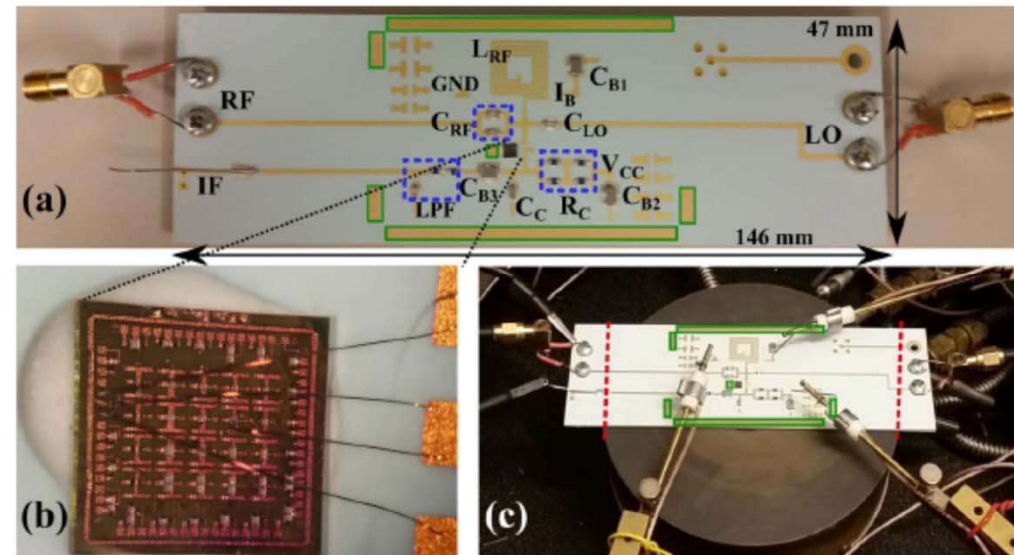 47 mm
L_RF
C_B1
GND
I_B
RF
C_RF
C_LO
LO
V_CC
(a)
IF
C_B3
C_B2
LPF
C_C
R_C
146 mm
(b)
(c)